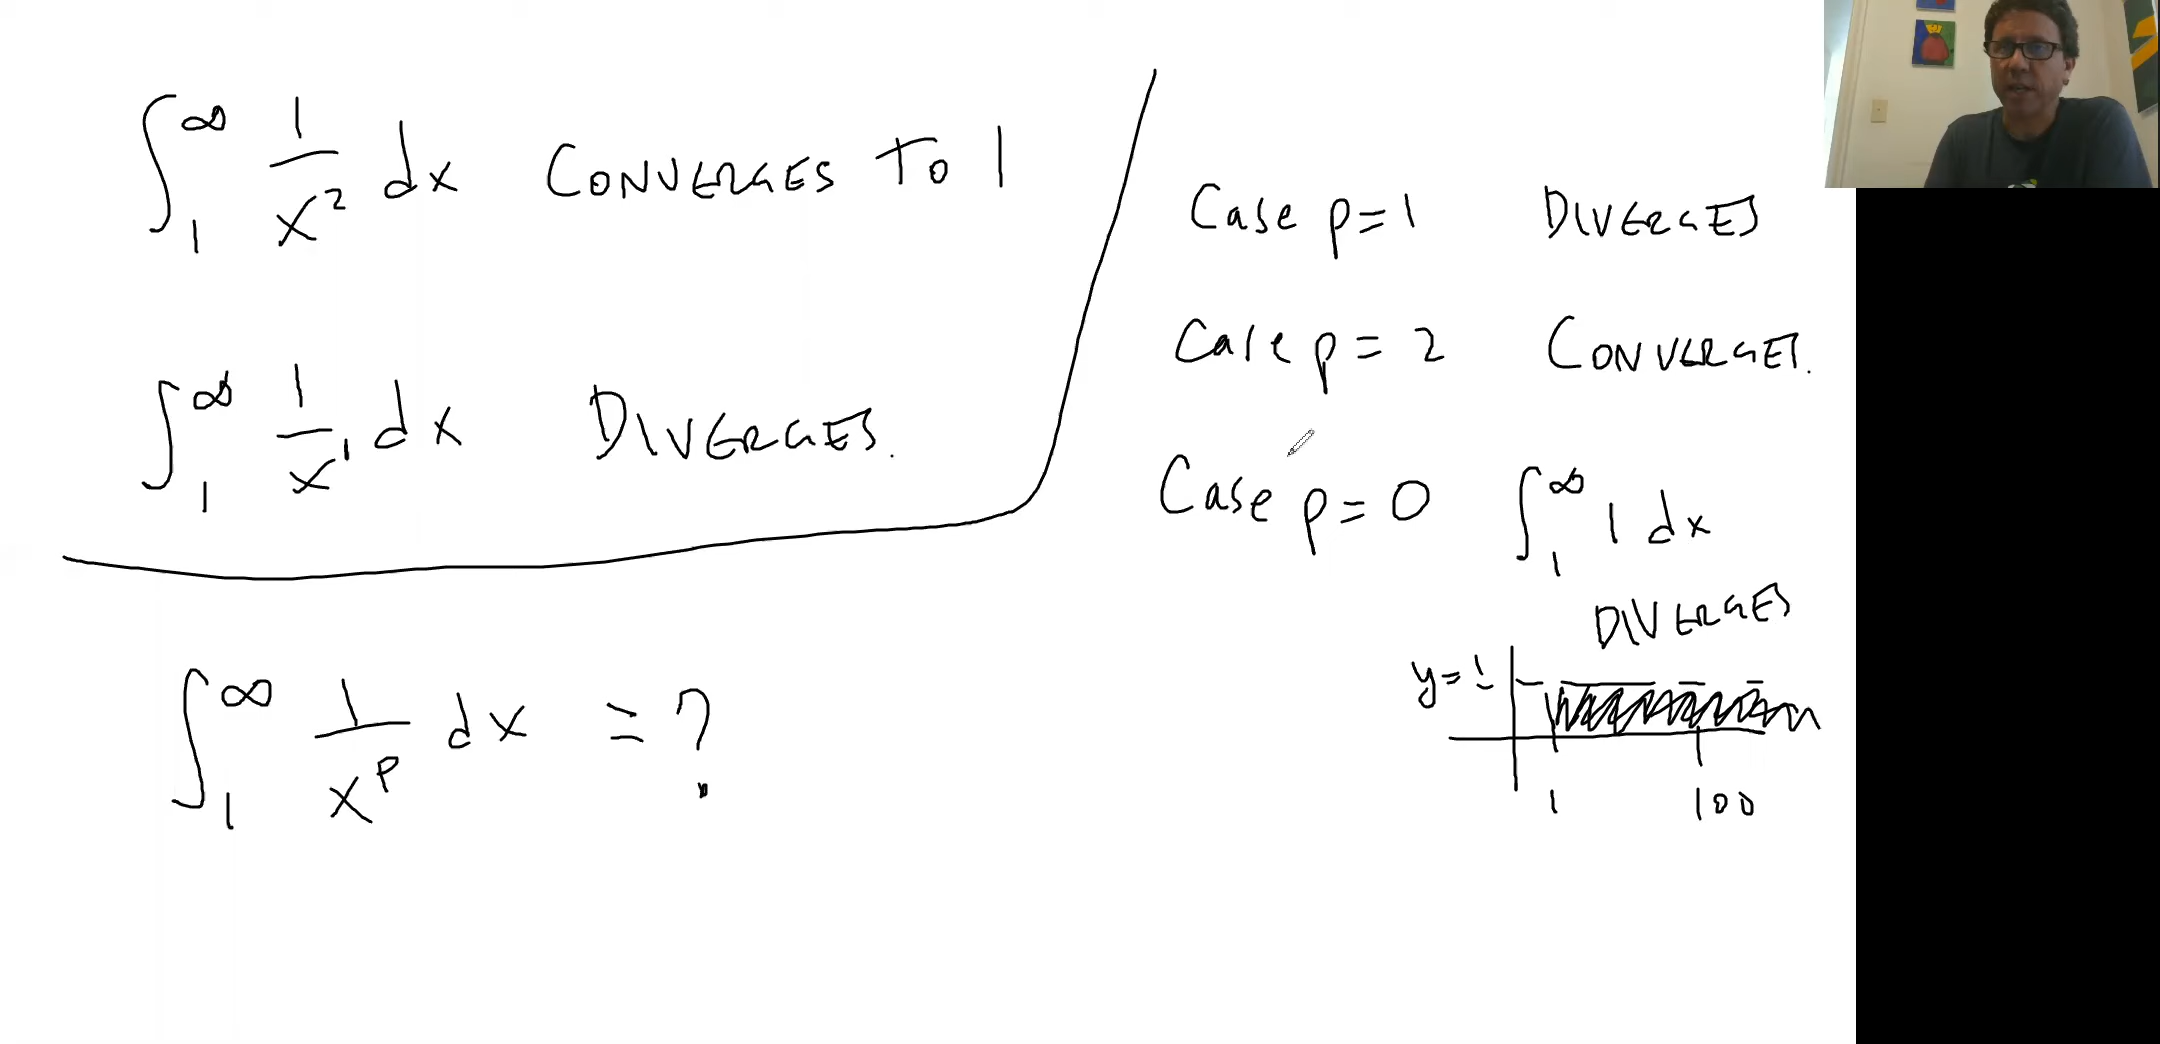 ∫₁^∞ 1/x² dx CONVERGES TO 1
∫₁^∞ 1/x¹ dx DIVERGES.
∫₁^∞ 1/x^p dx = ?
Case p=1 DIVERGES
Case p=2 CONVERGES.
Case p=0 ∫₁^∞ 1 dx
DIVERGES
y=1
1 100